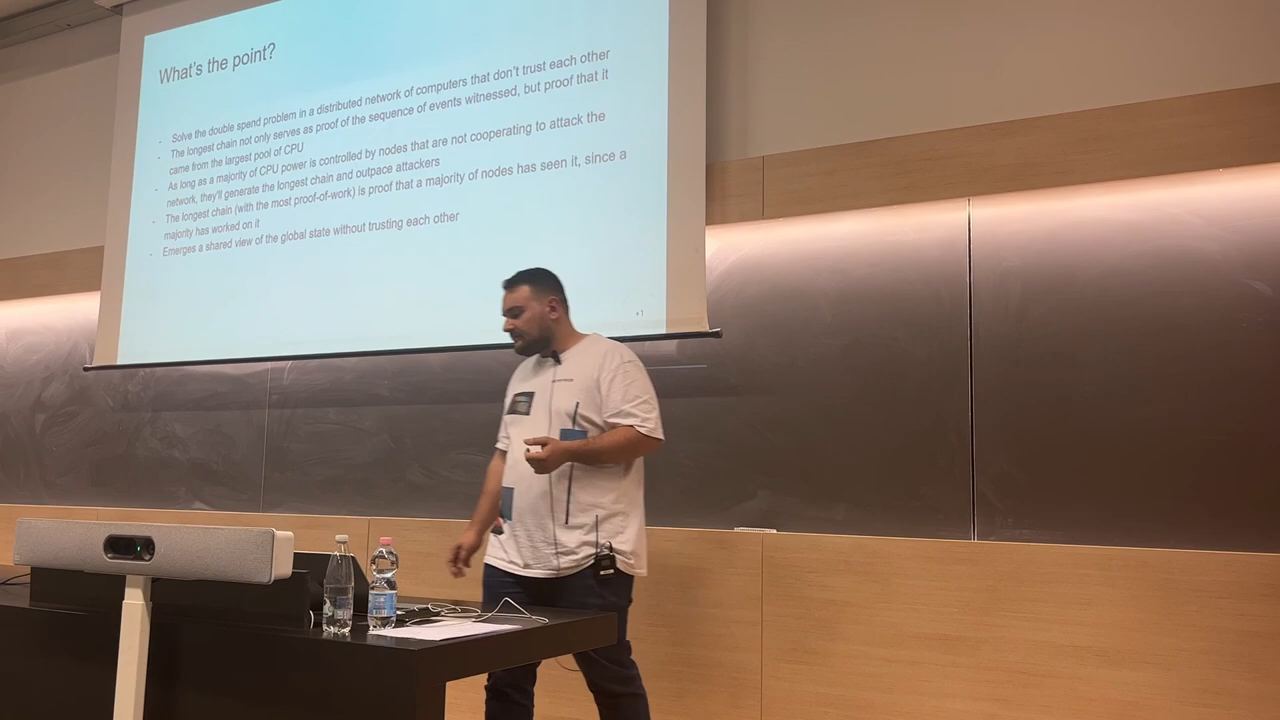 What's the point?
- Solve the double spend problem in a distributed network of computers that don't trust each other
- The longest chain not only serves as proof of the sequence of events witnessed, but proof that it
came from the largest pool of CPU
- As long as a majority of CPU power is controlled by nodes that are not cooperating to attack the
network, they'll generate the longest chain and outpace attackers
- The longest chain (with the most proof-of-work) is proof that a majority of nodes has seen it, since a
majority has worked on it
- Emerges a shared view of the global state without trusting each other